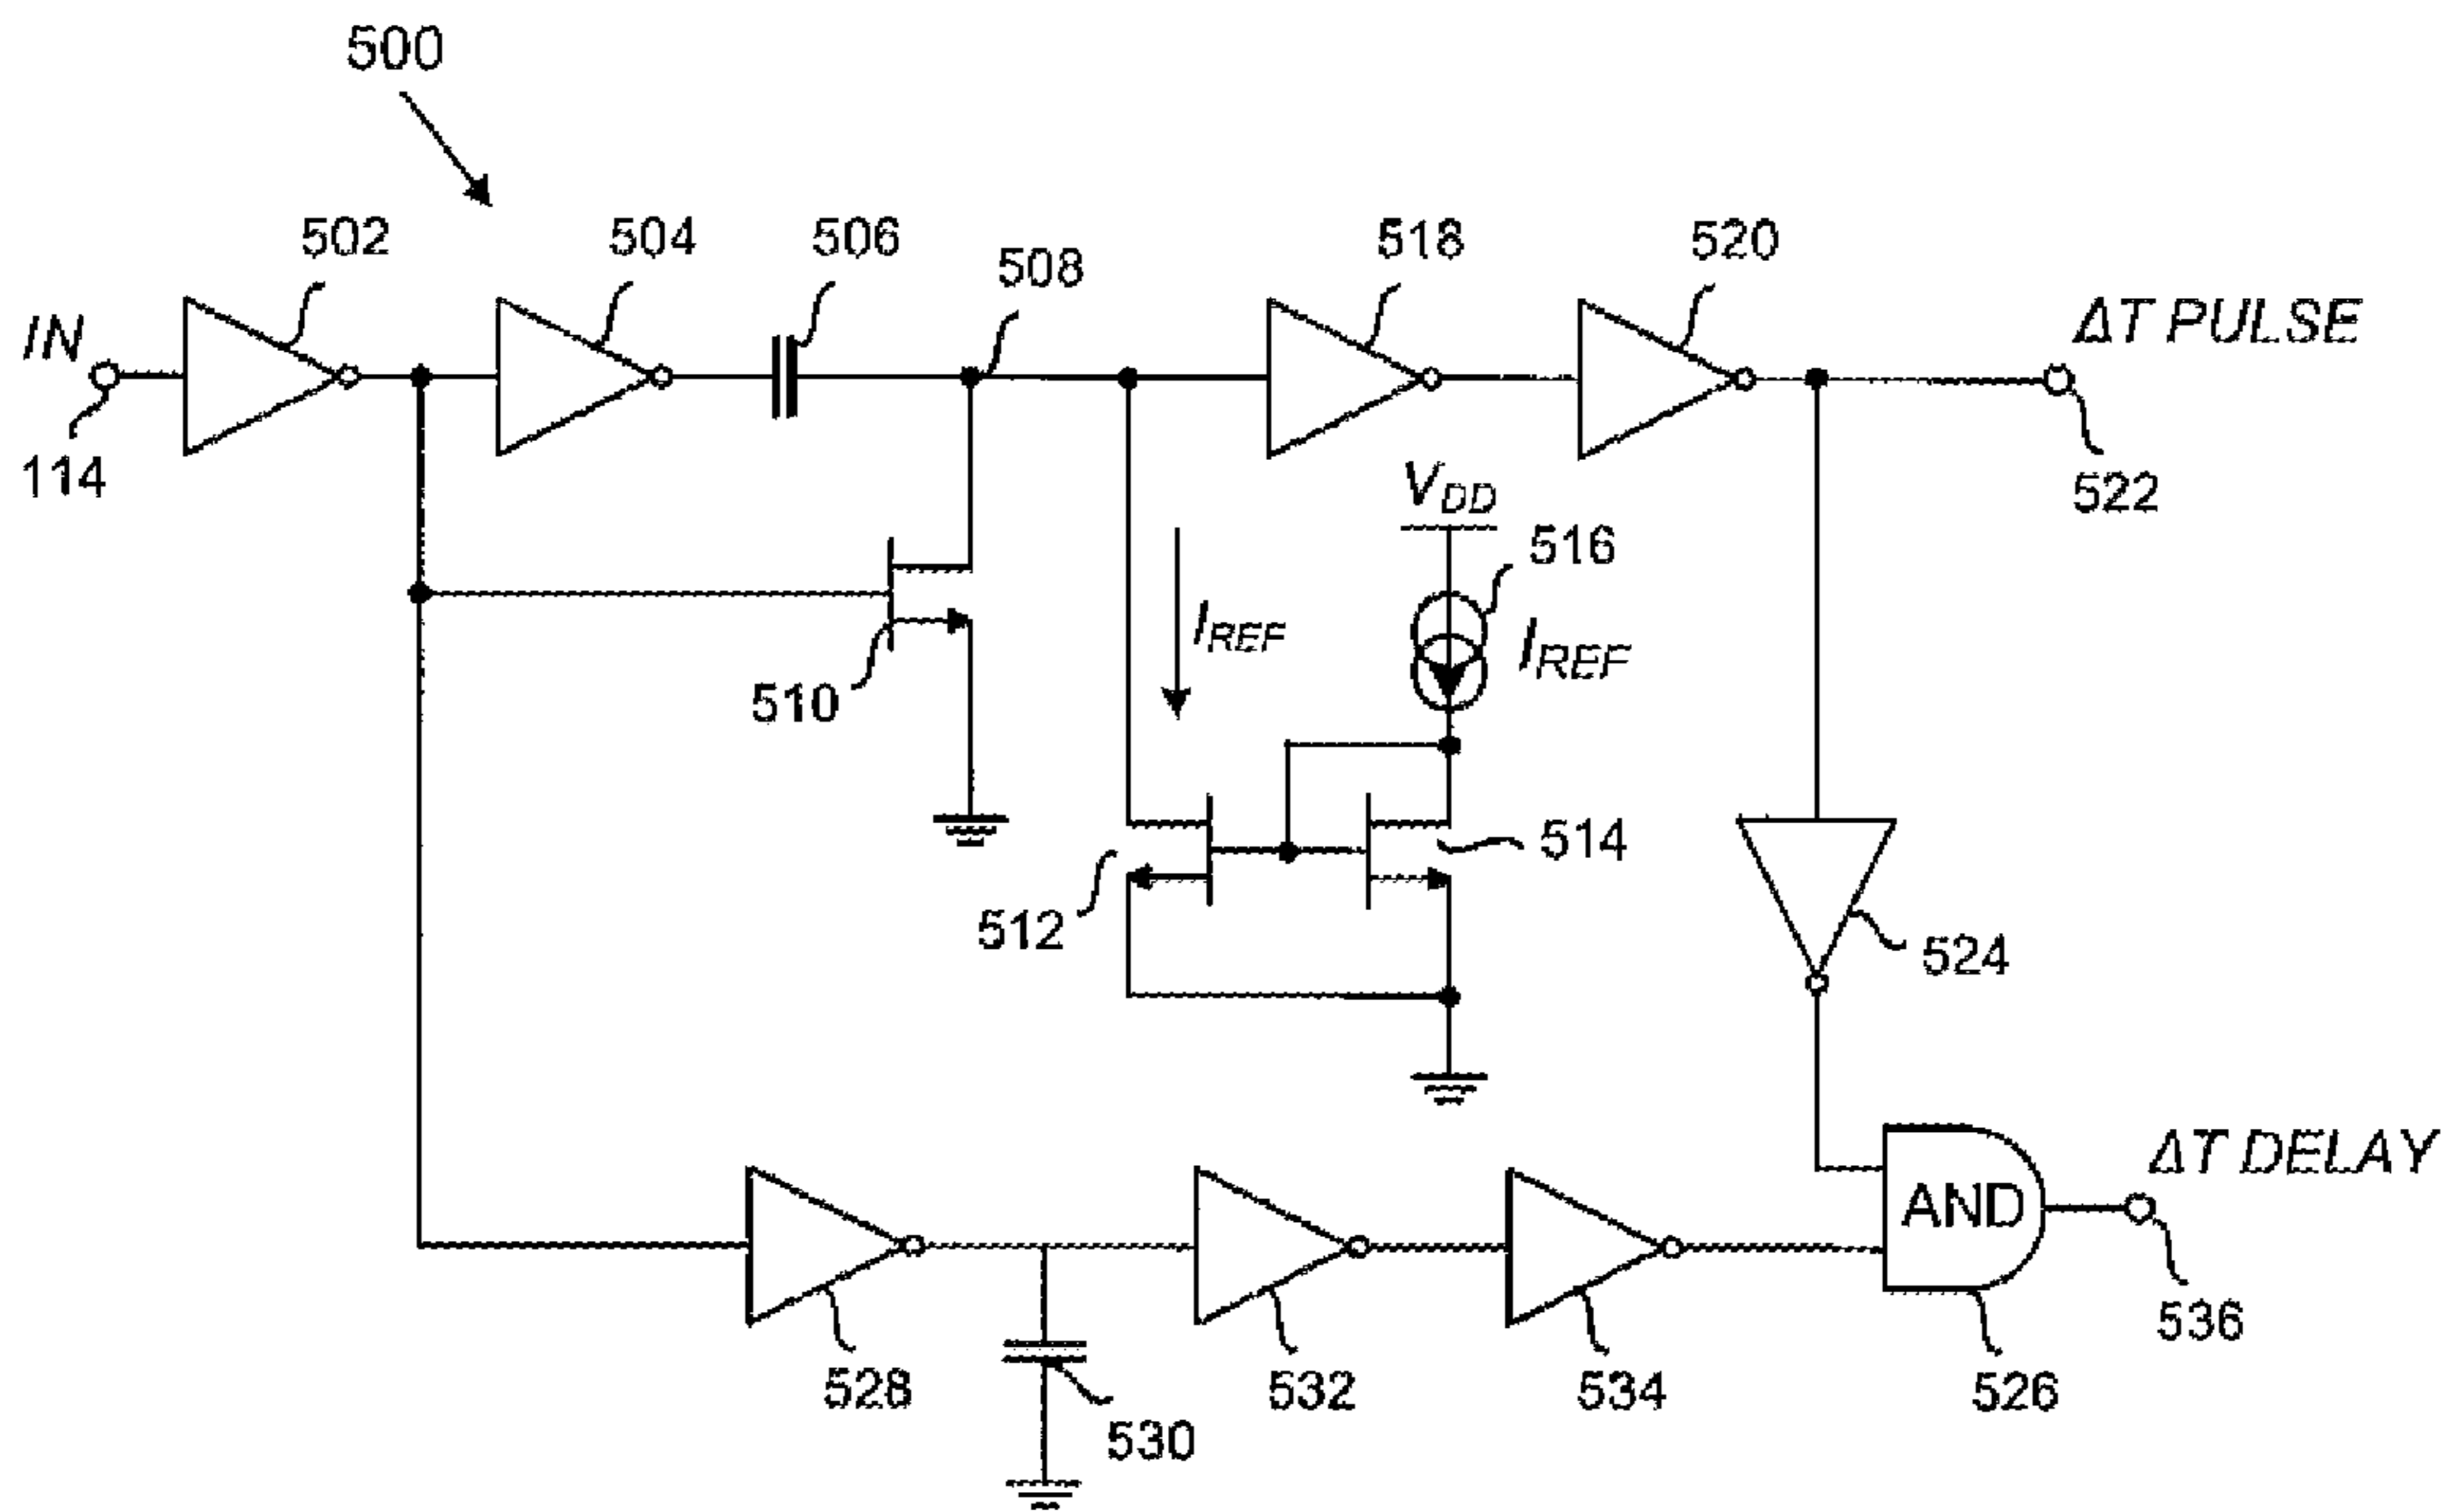 500
502
504
506
508
518
520
IN
ΔT PULSE
114
522
V_DD
516
I_REF
I_REF
510
514
512
524
ΔT DELAY
AND
536
528
530
532
534
526